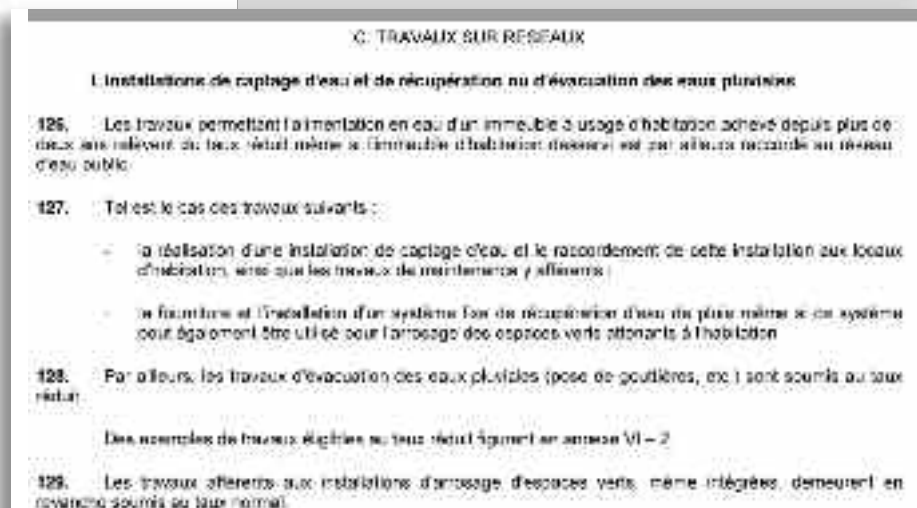 C. TRAVAUX SUR RESEAUX
I. Installations de captage d'eau et de récupération ou d'évacuation des eaux pluviales
126. Les travaux permettant l'alimentation en eau d'un immeuble à usage d'habitation achevé depuis plus de
deux ans relèvent du taux réduit même si l'immeuble d'habitation desservi est par ailleurs raccordé au réseau
d'eau public.
127. Tel est le cas des travaux suivants :
- la réalisation d'une installation de captage d'eau et le raccordement de cette installation aux locaux
d'habitation, ainsi que les travaux de maintenance y afférents ;
- la fourniture et l'installation d'un système fixe de récupération d'eau de pluie même si ce système
peut également être utilisé pour l'arrosage des espaces verts attenants à l'habitation.
128. Par ailleurs, les travaux d'évacuation des eaux pluviales (pose de gouttières, etc.) sont soumis au taux
réduit.
Des exemples de travaux éligibles au taux réduit figurent en annexe VI – 2.
129. Les travaux afférents aux installations d'arrosage d'espaces verts, même intégrées, demeurent en
revanche soumis au taux normal.